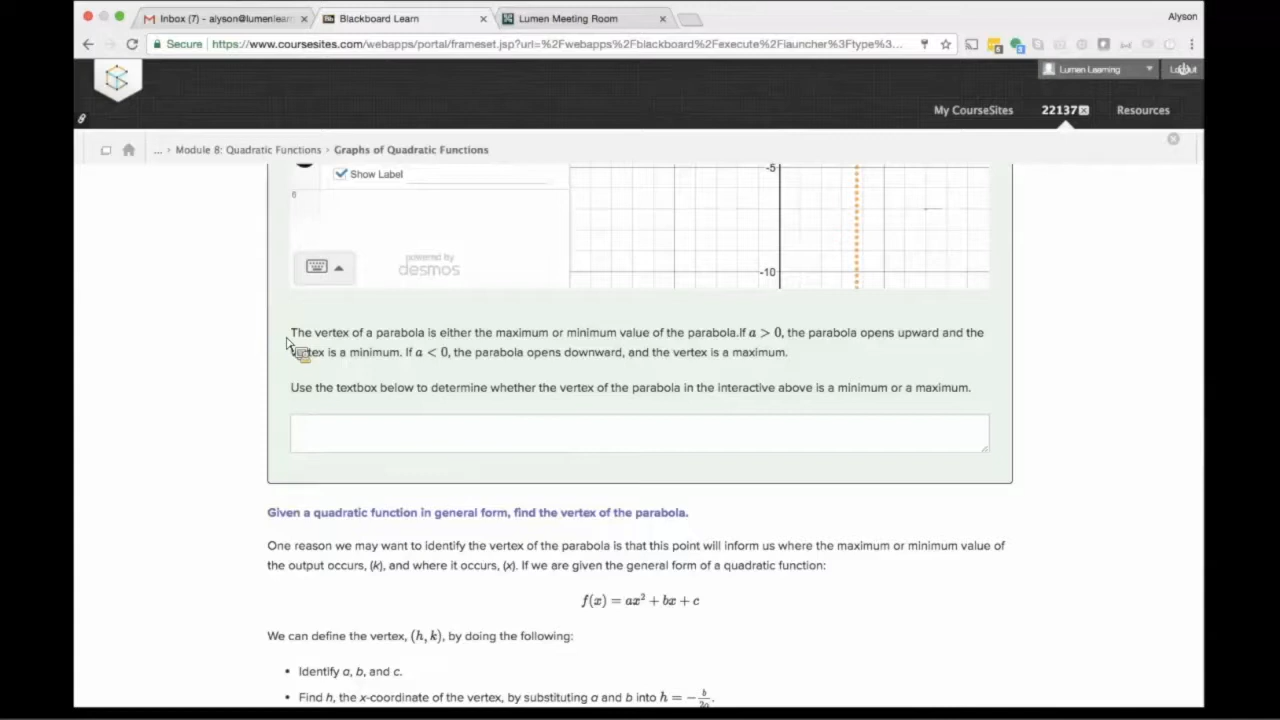 Inbox (7) - alyson@lumenlearn
Blackboard Learn
Lumen Meeting Room
Alyson
Secure https://www.coursesites.com/webapps/portal/frameset.jsp?url=%2Fwebapps%2Fblackboard%2Fexecute%2Flauncher%3Ftype%3...
Lumen Learning
My CourseSites
22137
Resources
... › Module 8: Quadratic Functions › Graphs of Quadratic Functions
Show Label
-5
6
powered by
desmos
-10
The vertex of a parabola is either the maximum or minimum value of the parabola.If a > 0, the parabola opens upward and the
vertex is a minimum. If a < 0, the parabola opens downward, and the vertex is a maximum.
Use the textbox below to determine whether the vertex of the parabola in the interactive above is a minimum or a maximum.
Given a quadratic function in general form, find the vertex of the parabola.
One reason we may want to identify the vertex of the parabola is that this point will inform us where the maximum or minimum value of
the output occurs, (k), and where it occurs, (x). If we are given the general form of a quadratic function:
f(x) = ax² + bx + c
We can define the vertex, (h, k), by doing the following:
• Identify a, b, and c.
• Find h, the x-coordinate of the vertex, by substituting a and b into h = −b/2a.